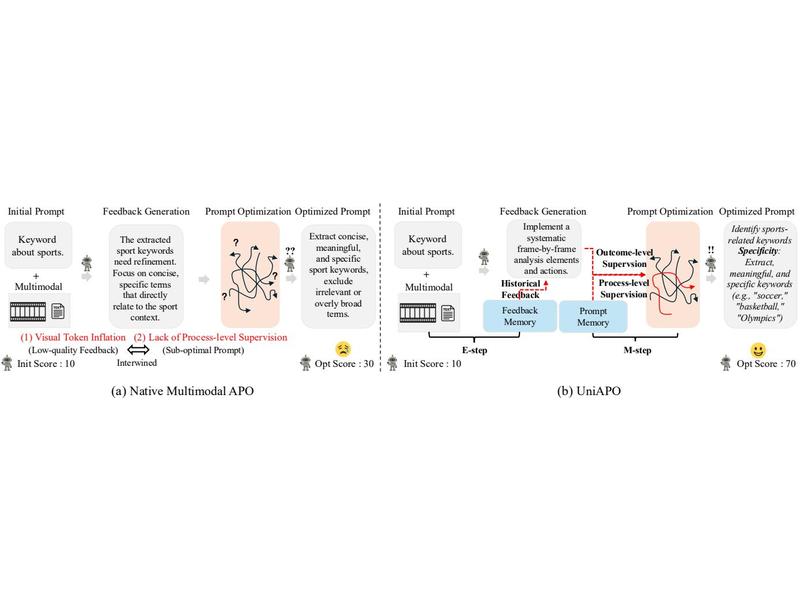 Initial Prompt
Keyword
about sports.
+
Multimodal
Feedback Generation
The extracted
sport keywords
need refinement.
Focus on concise,
specific terms
that directly
relate to the sport
context.
Prompt Optimization
?
?
?
??
Optimized Prompt
Extract concise,
meaningful,
and specific
sport keywords,
exclude
irrelevant or
overly broad
terms.
(1) Visual Token Inflation (2) Lack of Process-level Supervision
(Low-quality Feedback) (Sub-optimal Prompt)
Intertwined
Init Score : 10
Opt Score : 30
(a) Native Multimodal APO
Initial Prompt
Keyword
about sports.
+
Multimodal
Feedback Generation
Implement a
systematic
frame-by-frame
analysis elements
and actions.
Historical
Feedback
Feedback
Memory
Prompt
Memory
Outcome-level
Supervsion
Process-level
Supervision
Prompt Optimization
!!
Optimized Prompt
Identify sports-
related keywords
Specificity:
Extract,
meaningful, and
specific keywords
(e.g., "soccer,"
"basketball,"
"Olympics")
E-step
M-step
Init Score : 10
Opt Score : 70
(b) UniAPO